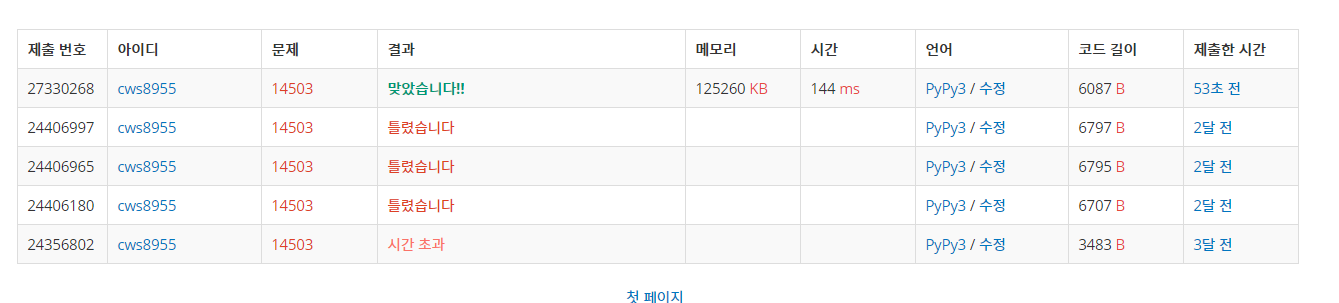 제출 번호 아이디 문제 결과 메모리 시간 언어 코드 길이 제출한 시간
27330268 cws8955 14503 맞았습니다!! 125260 KB 144 ms PyPy3 / 수정 6087 B 53초 전
24406997 cws8955 14503 틀렸습니다 PyPy3 / 수정 6797 B 2달 전
24406965 cws8955 14503 틀렸습니다 PyPy3 / 수정 6795 B 2달 전
24406180 cws8955 14503 틀렸습니다 PyPy3 / 수정 6707 B 2달 전
24356802 cws8955 14503 시간 초과 PyPy3 / 수정 3483 B 3달 전
첫 페이지